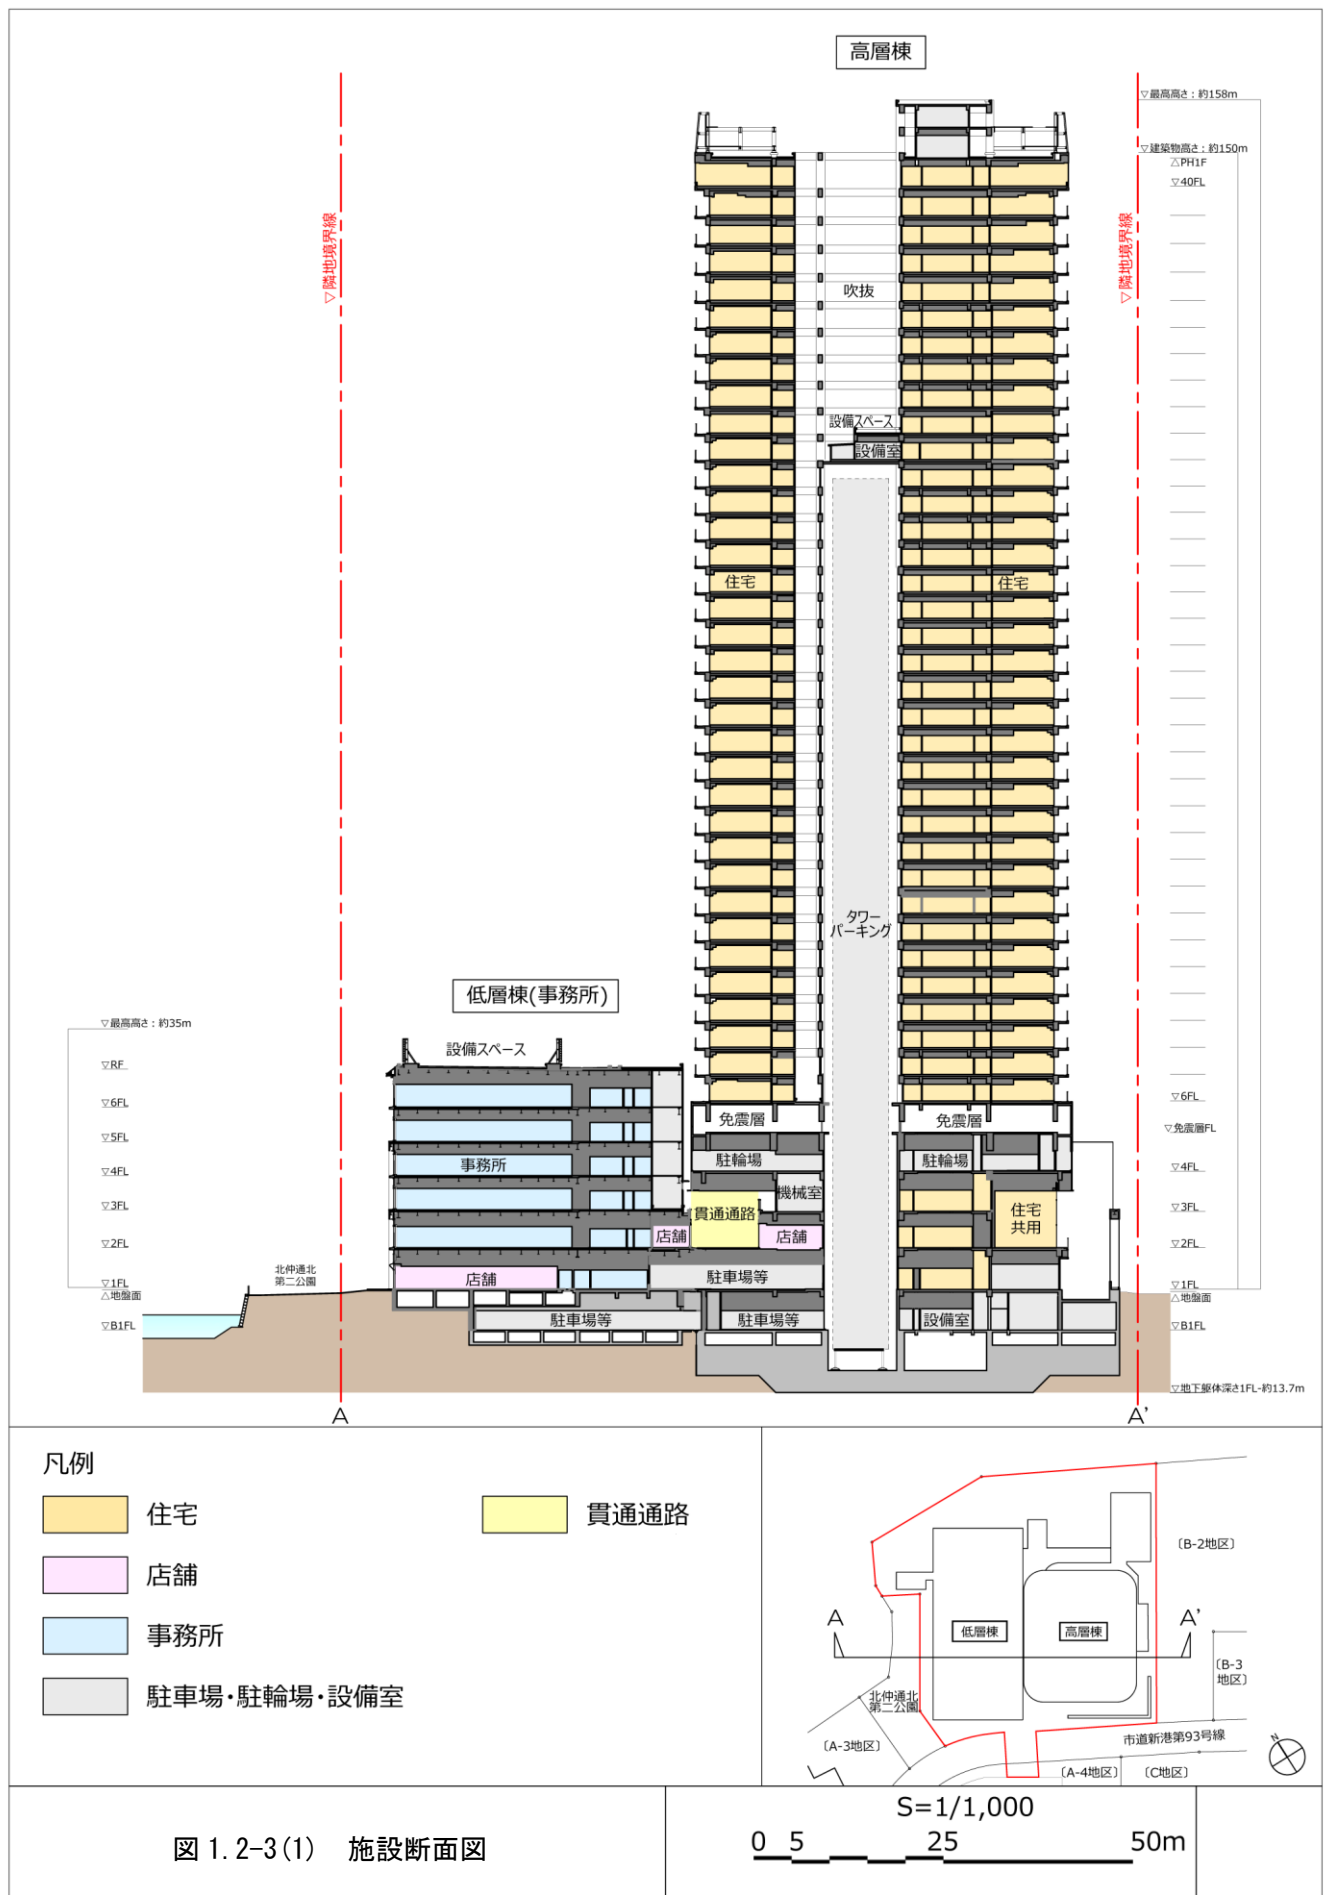 高層棟
▽最高高さ：約158m
▽建築物高さ：約150m
△PH1F
▽40FL
▽隣地境界線
▽隣地境界線
吹抜
設備スペース
設備室
住宅
住宅
タワー
パーキング
低層棟(事務所)
▽最高高さ：約35m
設備スペース
▽RF
▽6FL
▽5FL
▽4FL
▽3FL
▽2FL
▽1FL
△地盤面
▽B1FL
北仲通北
第二公園
事務所
店舗
免震層
免震層
駐輪場
駐輪場
機械室
貫通通路
店舗
店舗
住宅
共用
駐車場等
駐車場等
駐車場等
設備室
▽6FL
▽免震層FL
▽4FL
▽3FL
▽2FL
▽1FL
△地盤面
▽B1FL
▽地下躯体深さ1FL-約13.7m
A
A'
凡例
住宅
貫通通路
店舗
事務所
駐車場・駐輪場・設備室
〔B-2地区〕
A
A'
低層棟
高層棟
〔B-3
地区〕
北仲通北
第二公園
〔A-3地区〕
市道新港第93号線
〔A-4地区〕
〔C地区〕
N
図 1.2-3(1) 施設断面図
S=1/1,000
0 5 25 50m